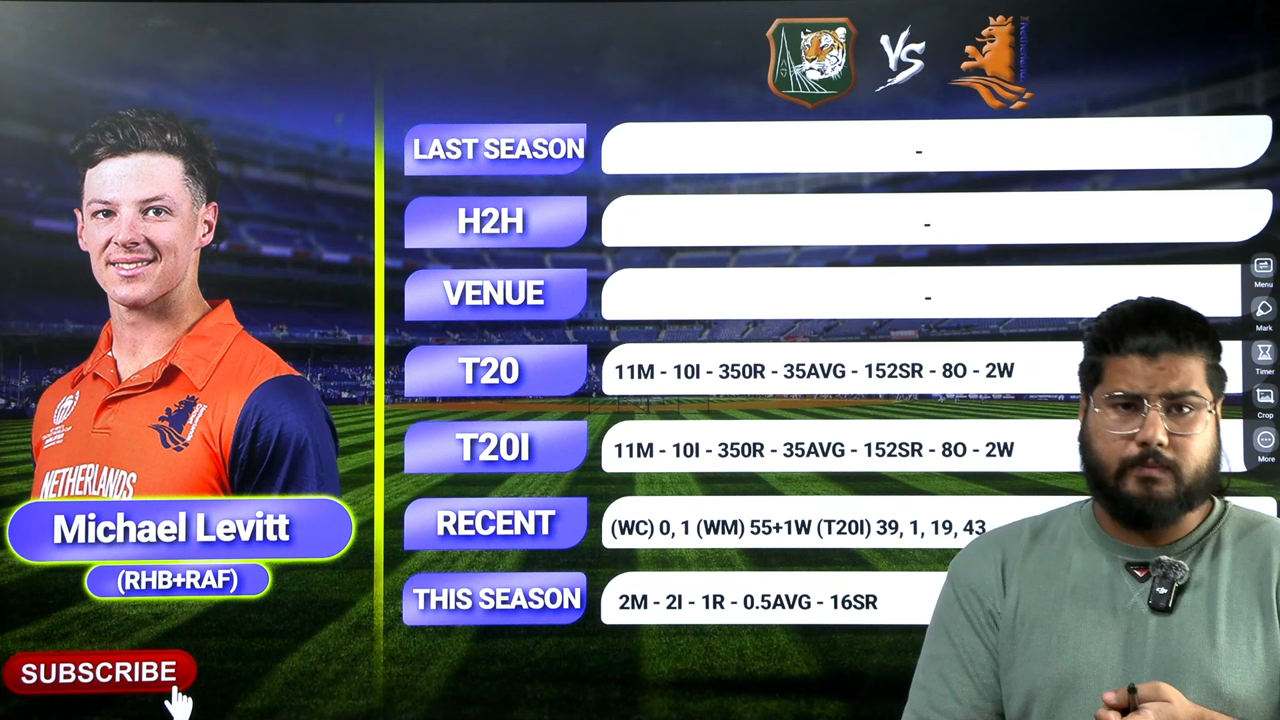 VS
LAST SEASON
-
H2H
-
VENUE
-
T20
11M - 10I - 350R - 35AVG - 152SR - 8O - 2W
T20I
11M - 10I - 350R - 35AVG - 152SR - 8O - 2W
RECENT
(WC) 0, 1 (WM) 55+1W (T20I) 39, 1, 19, 43
THIS SEASON
2M - 2I - 1R - 0.5AVG - 16SR
NETHERLANDS
Michael Levitt
(RHB+RAF)
SUBSCRIBE
Menu
Mark
Timer
Crop
More